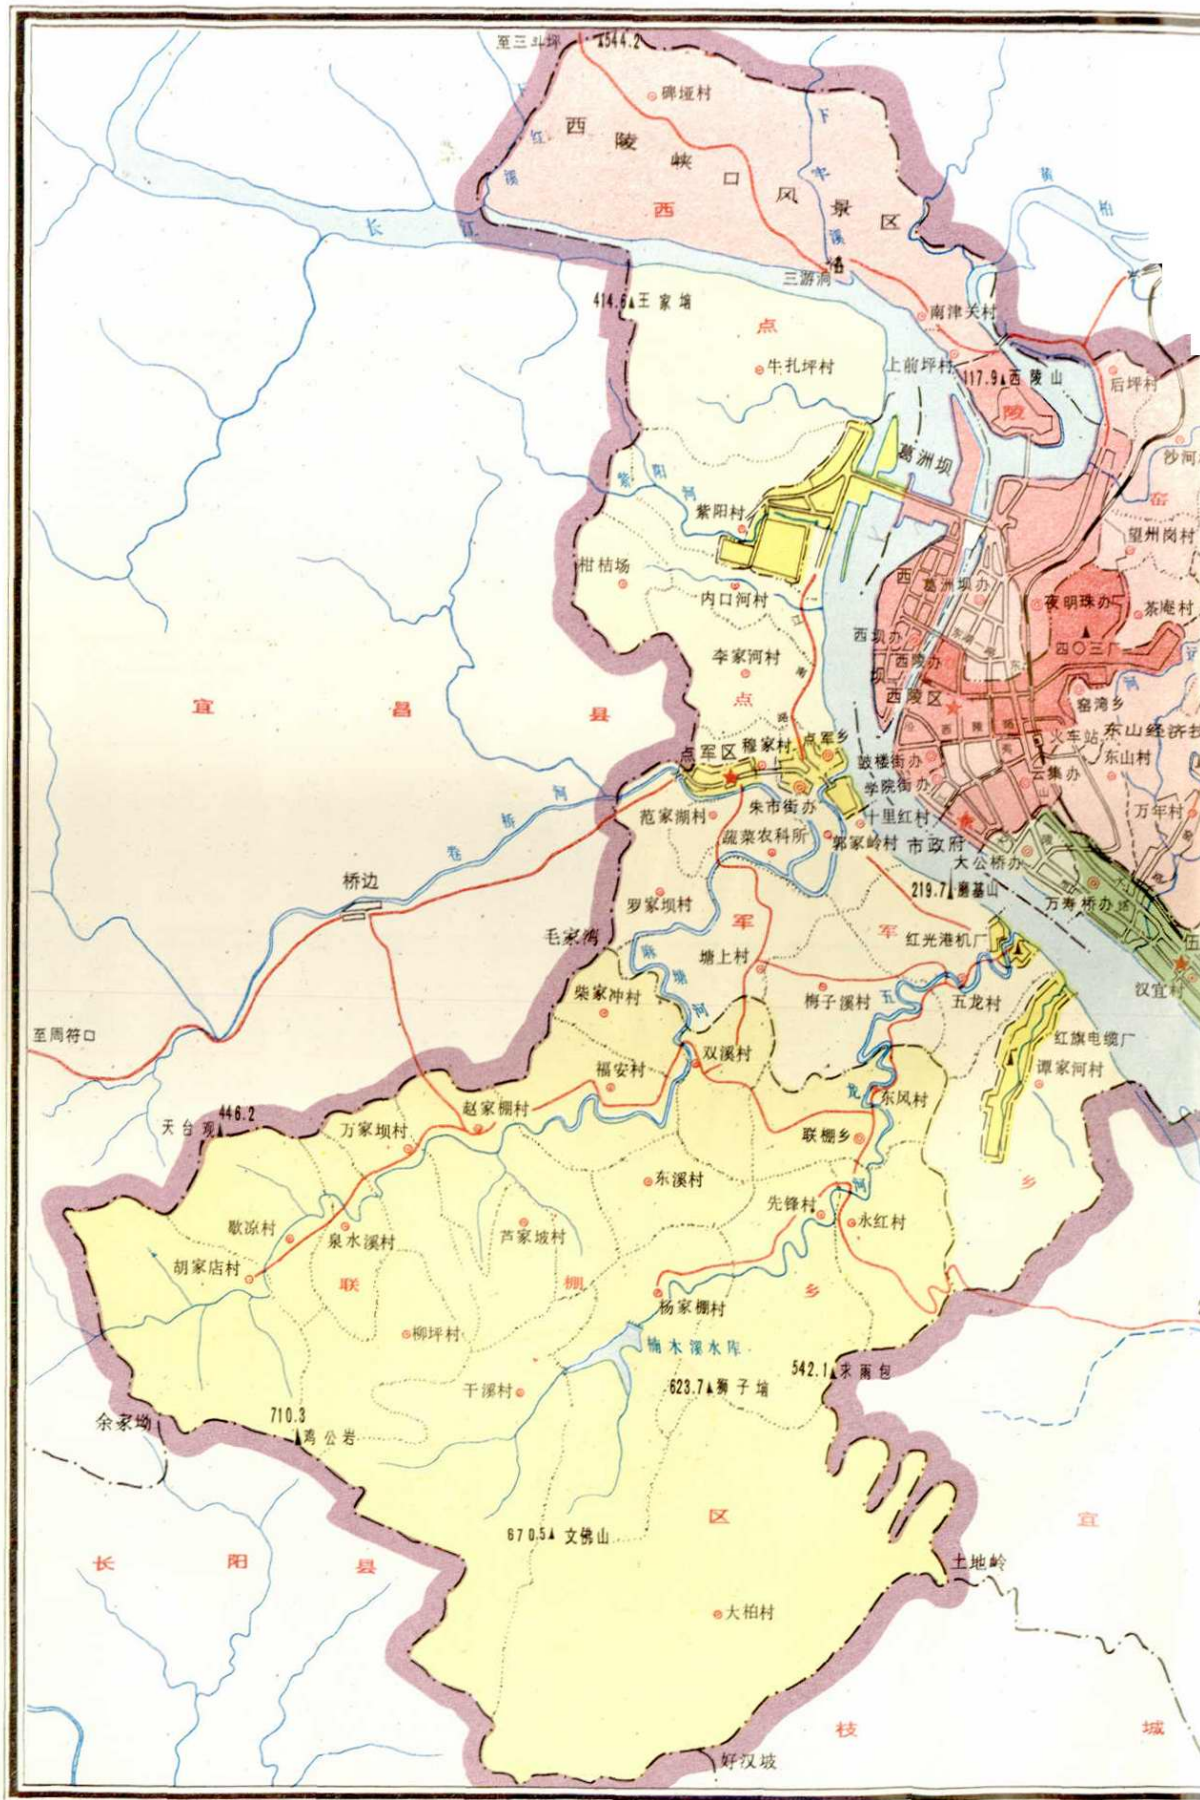 至三斗坪
544.2
碑垭村
西陵峡口风景区
下红溪
下牢溪
西
长江
黄柏
三游洞
414.6王家墙
南津关村
点
牛扎坪村
上前坪村
117.9西陵山
后坪村
陵
葛洲坝
沙河
窑
紫阳河
紫阳村
望州岗村
柑桔场
西
葛洲坝办
夜明珠办
茶庵村
内口河村
西坝办
四〇三厂
西陵办
坝
李家河村
西陵区
窑湾乡
河
宜昌县
点
点军区
穆家村
点军乡
鼓楼街办
火车站
东山经济技
东山村
学院街办
云集办
桥边
卷桥河
范家湖村
朱市街办
十里红村
万年村
蔬菜农科所
郭家岭村
市政府
大公桥办
219.7磨基山
万寿桥办
罗家坝村
军
军
红光港机厂
毛家湾
塘上村
伍
汉宜村
柴家冲村
梅子溪村
五龙村
至周符口
双溪村
红旗电缆厂
福安村
谭家河村
五龙河
446.2
天台观
赵家棚村
东风村
万家坝村
联棚乡
东溪村
乡
先锋村
永红村
歇凉村
泉水溪村
芦家坡村
胡家店村
联棚乡
杨家棚村
柳坪村
楠木溪水库
542.1求雨包
干溪村
623.7狮子墙
余家坳
710.3
鸡公岩
区
宜
670.5文佛山
长阳县
土地岭
大柏村
枝城
好汉坡